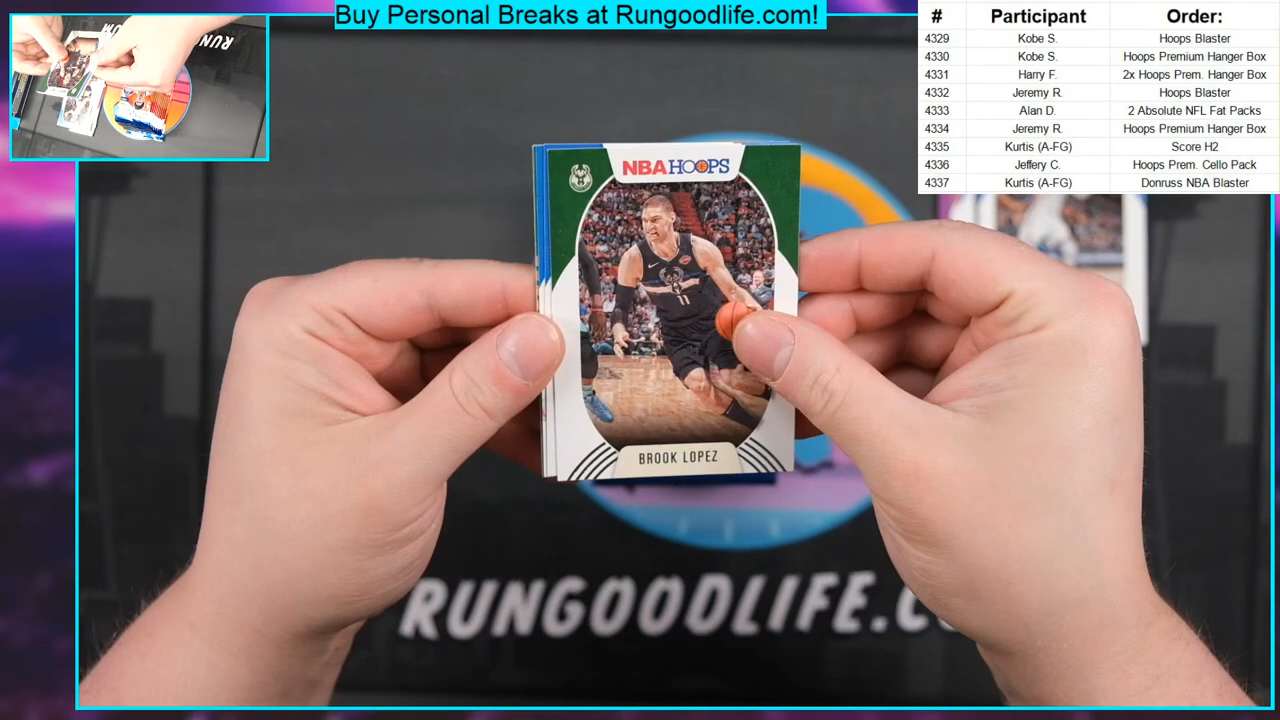 Buy Personal Breaks at Rungoodlife.com!
# Participant Order:
4329 Kobe S. Hoops Blaster
4330 Kobe S. Hoops Premium Hanger Box
4331 Harry F. 2x Hoops Prem. Hanger Box
4332 Jeremy R. Hoops Blaster
4333 Alan D. 2 Absolute NFL Fat Packs
4334 Jeremy R. Hoops Premium Hanger Box
4335 Kurtis (A-FG) Score H2
4336 Jeffery C. Hoops Prem. Cello Pack
4337 Kurtis (A-FG) Donruss NBA Blaster
NBA HOOPS
11
BROOK LOPEZ
RUNGOODLIFE.C